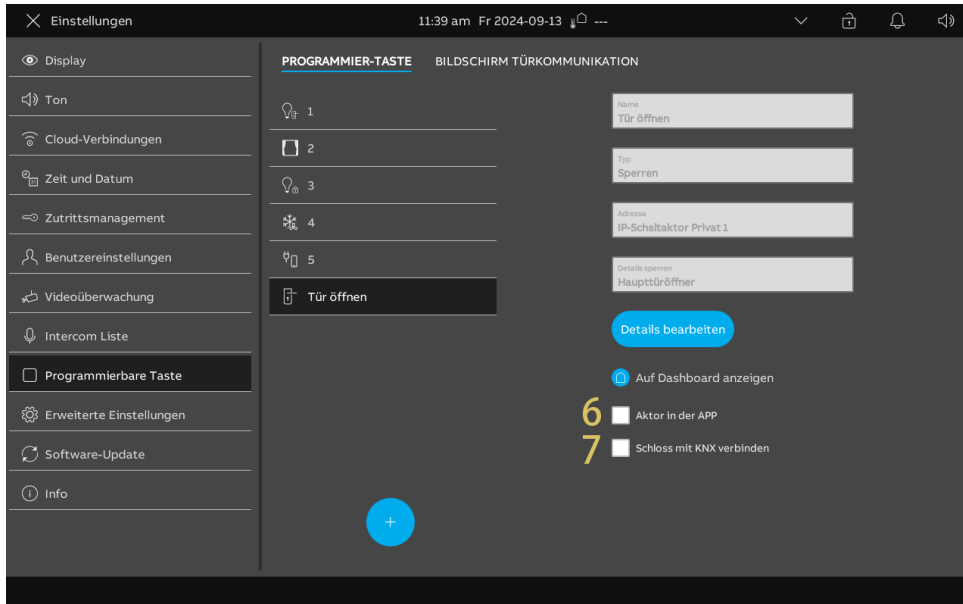 Einstellungen
11:39 am Fr 2024-09-13 ---
Display
Ton
Cloud-Verbindungen
Zeit und Datum
Zutrittsmanagement
Benutzereinstellungen
Videoüberwachung
Intercom Liste
Programmierbare Taste
Erweiterte Einstellungen
Software-Update
Info
PROGRAMMIER-TASTE
BILDSCHIRM TÜRKOMMUNIKATION
1
2
3
4
5
Tür öffnen
+
Name
Tür öffnen
Typ
Sperren
Adresse
IP-Schaltaktor Privat 1
Details sperren
Haupttüröffner
Details bearbeiten
Auf Dashboard anzeigen
6 Aktor in der APP
7 Schloss mit KNX verbinden